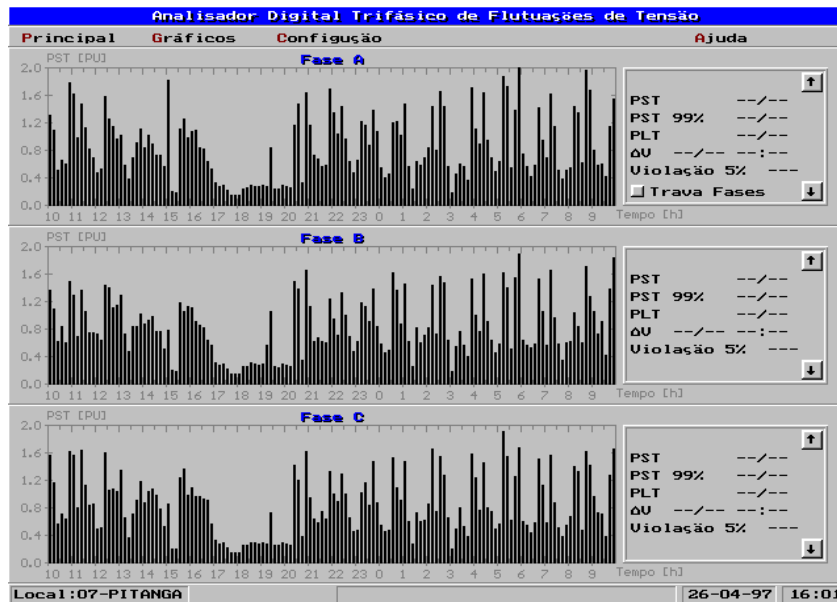 Analisador Digital Trifásico de Flutuações de Tensão
Principal Gráficos Configução Ajuda
PST [PU] Fase A
2.0
1.6
1.2
0.8
0.4
0.0
10 11 12 13 14 15 16 17 18 19 20 21 22 23 0 1 2 3 4 5 6 7 8 9 Tempo [h]
PST --/--
PST 99% --/--
PLT --/--
ΔV --/-- --:--
Violação 5% ---
Trava Fases
PST [PU] Fase B
2.0
1.6
1.2
0.8
0.4
0.0
10 11 12 13 14 15 16 17 18 19 20 21 22 23 0 1 2 3 4 5 6 7 8 9 Tempo [h]
PST --/--
PST 99% --/--
PLT --/--
ΔV --/-- --:--
Violação 5% ---
PST [PU] Fase C
2.0
1.6
1.2
0.8
0.4
0.0
10 11 12 13 14 15 16 17 18 19 20 21 22 23 0 1 2 3 4 5 6 7 8 9 Tempo [h]
PST --/--
PST 99% --/--
PLT --/--
ΔV --/-- --:--
Violação 5% ---
Local:07-PITANGA 26-04-97 16:01